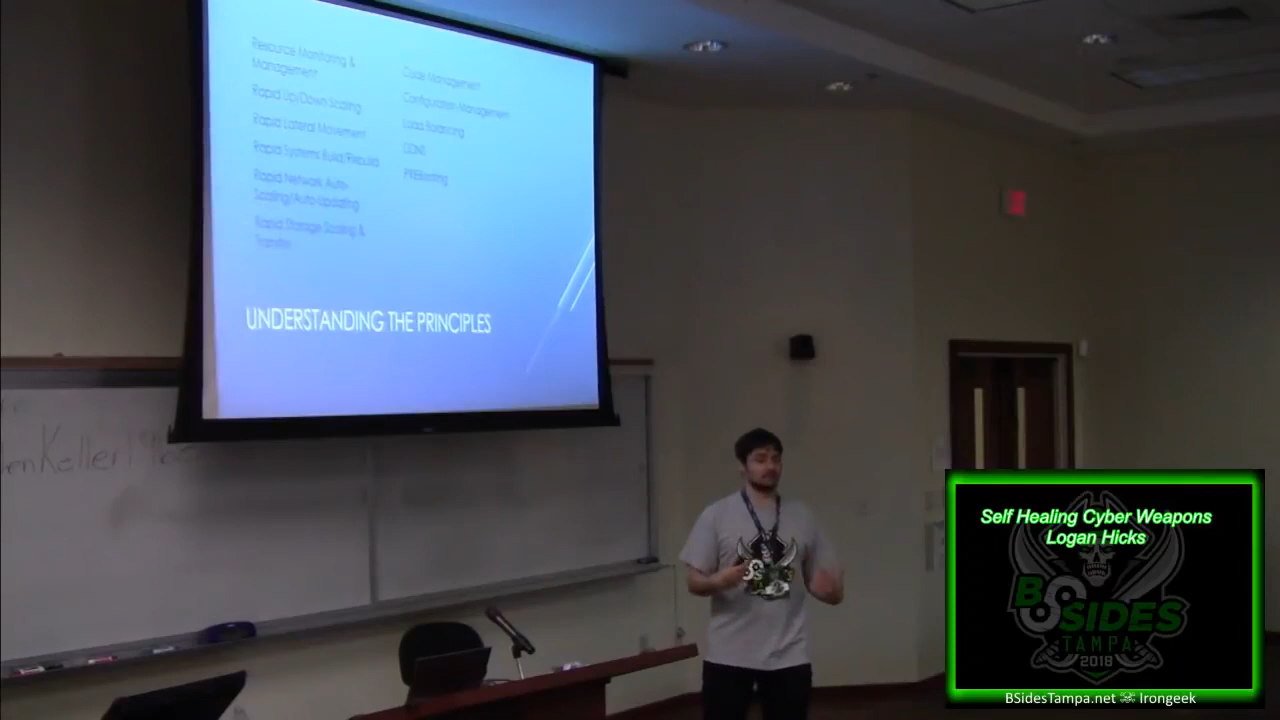 Resource Monitoring &
Management
Rapid Up/Down Scaling
Rapid Lateral Movement
Rapid Systems Build/Rebuild
Rapid Network Auto-
Scaling/Auto-Updating
Rapid Storage Scaling &
Transfer
Code Management
Configuration Management
Load Balancing
CDNS
PXEBooting
UNDERSTANDING THE PRINCIPLES
Self Healing Cyber Weapons
Logan Hicks
B SIDES
TAMPA
2018
BSidesTampa.net Irongeek